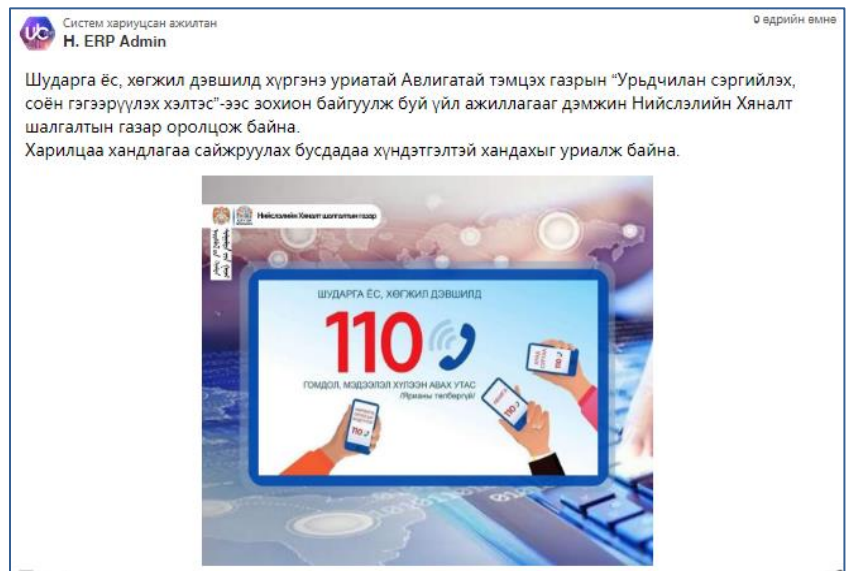 Систем хариуцсан ажилтан
9 өдрийн өмнө
Н. ERP Admin
Шударга ёс, хөгжил дэвшилд хүргэнэ уриатай Авлигатай тэмцэх газрын “Урьдчилан сэргийлэх,
соён гэгээрүүлэх хэлтэс”-ээс зохион байгуулж буй үйл ажиллагааг дэмжин Нийслэлийн Хяналт
шалгалтын газар оролцож байна.
Харилцаа хандлагаа сайжруулах бусдадаа хүндэтгэлтэй хандахыг уриалж байна.
Нийслэлийн Хяналт шалгалтын газар
ШУДАРГА ЁС, ХӨГЖИЛ ДЭВШИЛД
110
ГОМДОЛ, МЭДЭЭЛЭЛ ХҮЛЭЭН АВАХ УТАС
/Ярианы төлбөргүй/
110
110
110